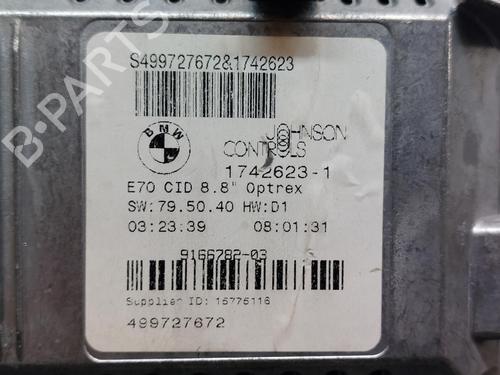 S499727672&1742623
BMW
JOHNSON
CONTROLS
1742623-1
E70 CID 8.8" Optrex
SW:79.50.40 HW:D1
03:23:39 08:01:31
9166782-03
Supplier ID: 15775116
499727672
B-PARTS